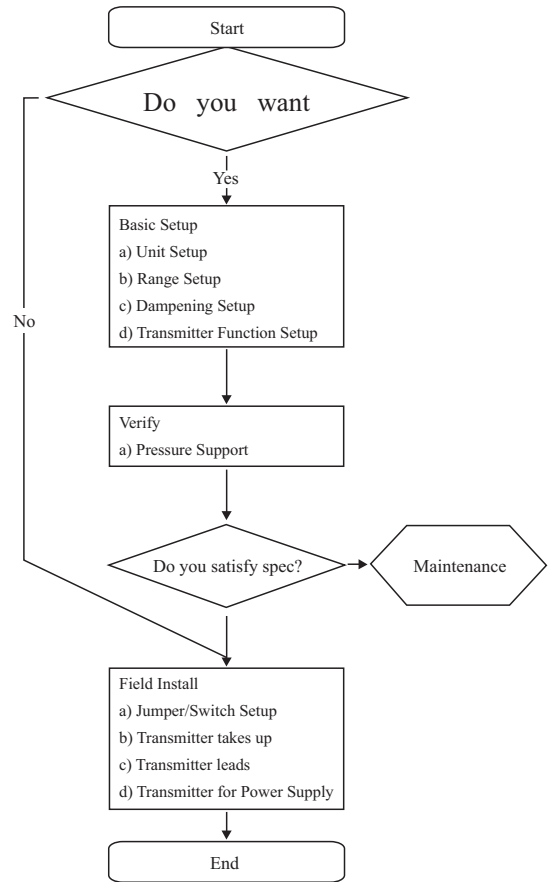 Start
Do you want
Yes
Basic Setup
a) Unit Setup
b) Range Setup
c) Dampening Setup
d) Transmitter Function Setup
No
Verify
a) Pressure Support
Do you satisfy spec?
Maintenance
Field Install
a) Jumper/Switch Setup
b) Transmitter takes up
c) Transmitter leads
d) Transmitter for Power Supply
End